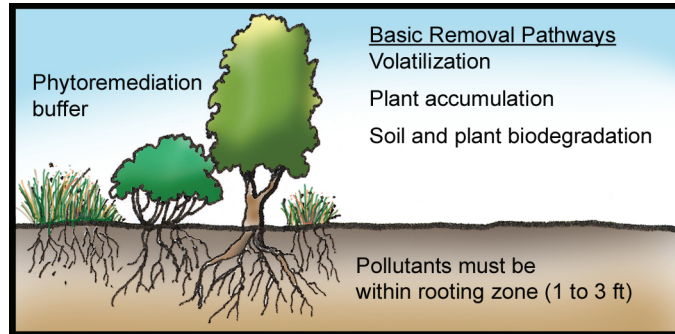 Phytoremediation
buffer
Basic Removal Pathways
Volatilization
Plant accumulation
Soil and plant biodegradation
Pollutants must be
within rooting zone (1 to 3 ft)